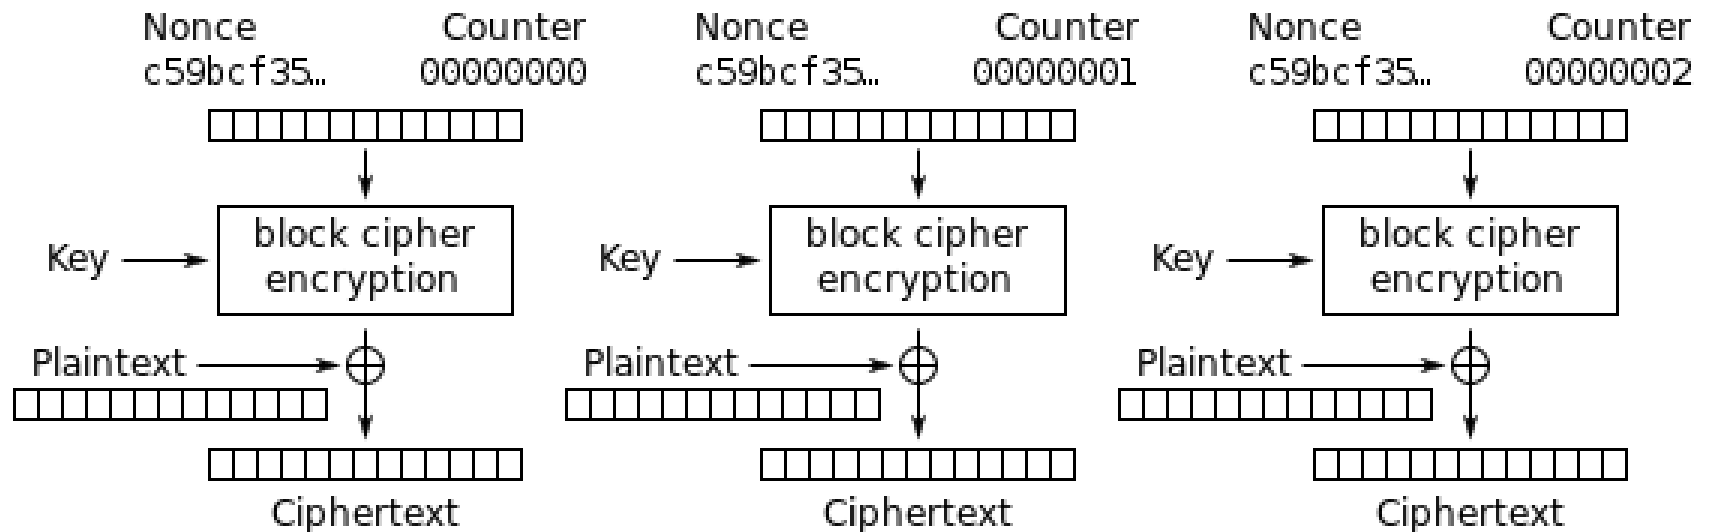 Nonce Counter Nonce Counter Nonce Counter
c59bcf35… 00000000 c59bcf35… 00000001 c59bcf35… 00000002
Key block cipher encryption Key block cipher encryption Key block cipher encryption
Plaintext Plaintext Plaintext
Ciphertext Ciphertext Ciphertext